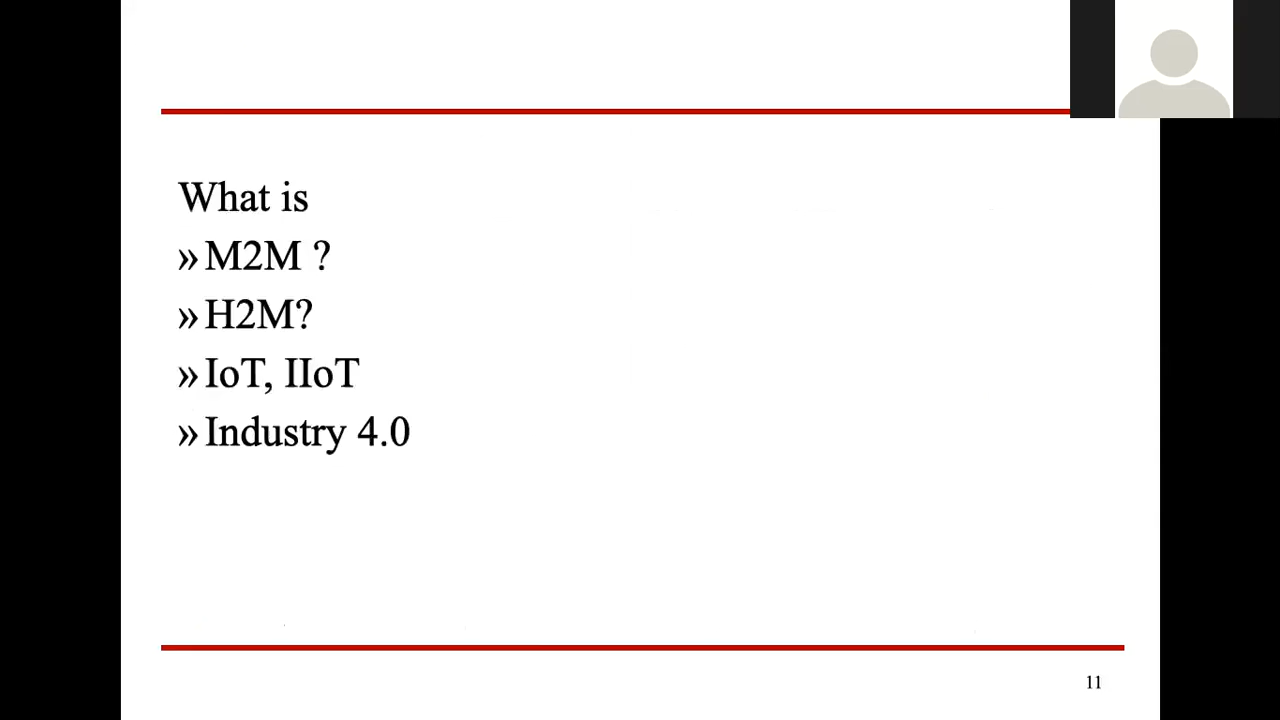 What is
» M2M ?
» H2M?
» IoT, IIoT
» Industry 4.0
11